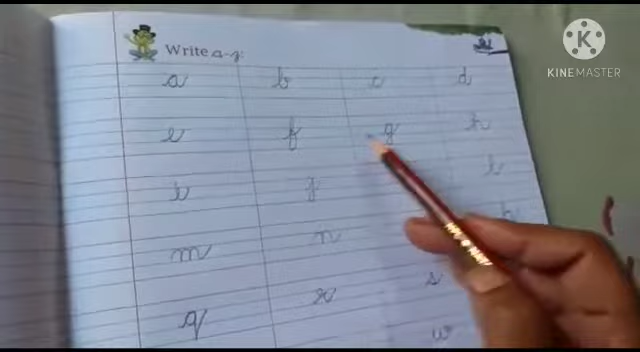 Write a-z:
a b c d
e f g h
i j l
m n
q r s
w
K
KINEMASTER